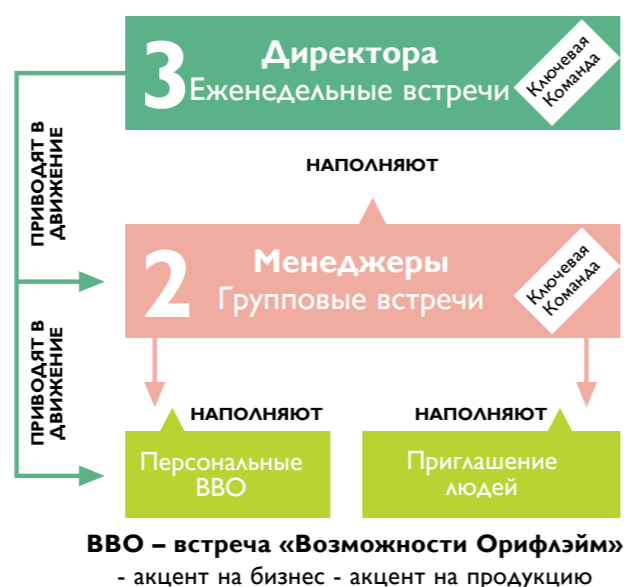 3
Директора
Еженедельные встречи
Ключевая
Команда
ПРИВОДЯТ В
ДВИЖЕНИЕ
НАПОЛНЯЮТ
2
Менеджеры
Групповые встречи
Ключевая
Команда
ПРИВОДЯТ В
ДВИЖЕНИЕ
НАПОЛНЯЮТ
НАПОЛНЯЮТ
Персональные
ВВО
Приглашение
людей
ВВО – встреча «Возможности Орифлэйм»
- акцент на бизнес - акцент на продукцию